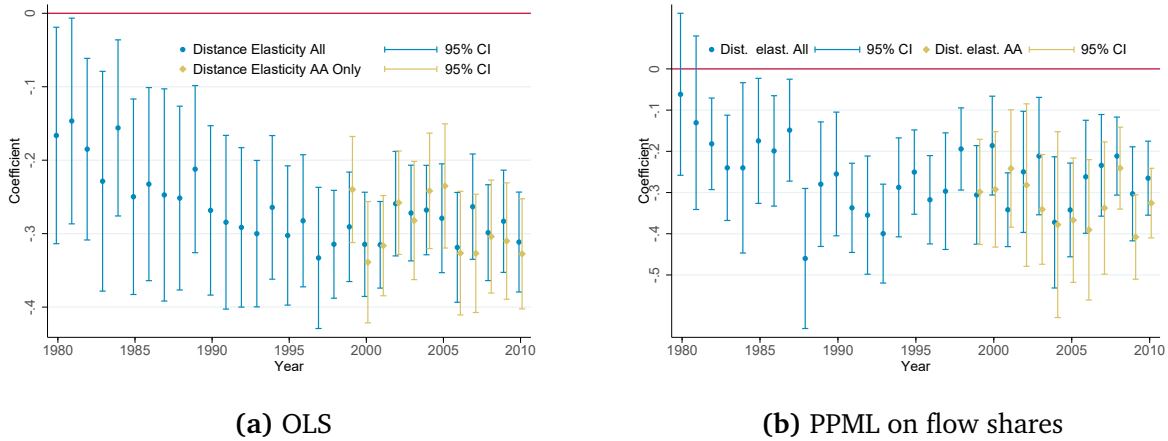 0
-.1
-.2
-.3
-.4
Coefficient
Distance Elasticity All 95% CI
Distance Elasticity AA Only 95% CI
1980 1985 1990 1995 2000 2005 2010
Year
(a) OLS
0
-.1
-.2
-.3
-.4
-.5
Coefficient
Dist. elast. All 95% CI Dist. elast. AA 95% CI
1980 1985 1990 1995 2000 2005 2010
Year
(b) PPML on flow shares